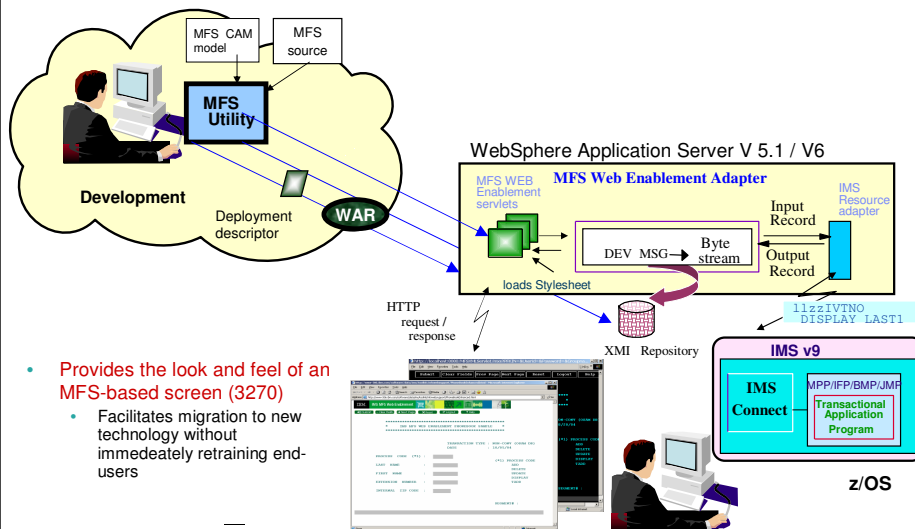 MFS CAM
model
MFS
source
MFS
Utility
Development
Deployment
descriptor
WAR
WebSphere Application Server V 5.1 / V6
MFS Web Enablement Adapter
MFS WEB
Enablement
servlets
IMS
Resource
adapter
DEV MSG
Byte
stream
Input
Record
Output
Record
loads Stylesheet
HTTP
request /
response
XMI Repository
llzzIVTNO
DISPLAY LAST1
IMS v9
IMS
Connect
MPP/IFP/BMP/JMP
Transactional
Application
Program
z/OS
• Provides the look and feel of an
MFS-based screen (3270)
• Facilitates migration to new
technology without
immedeately retraining end-
users